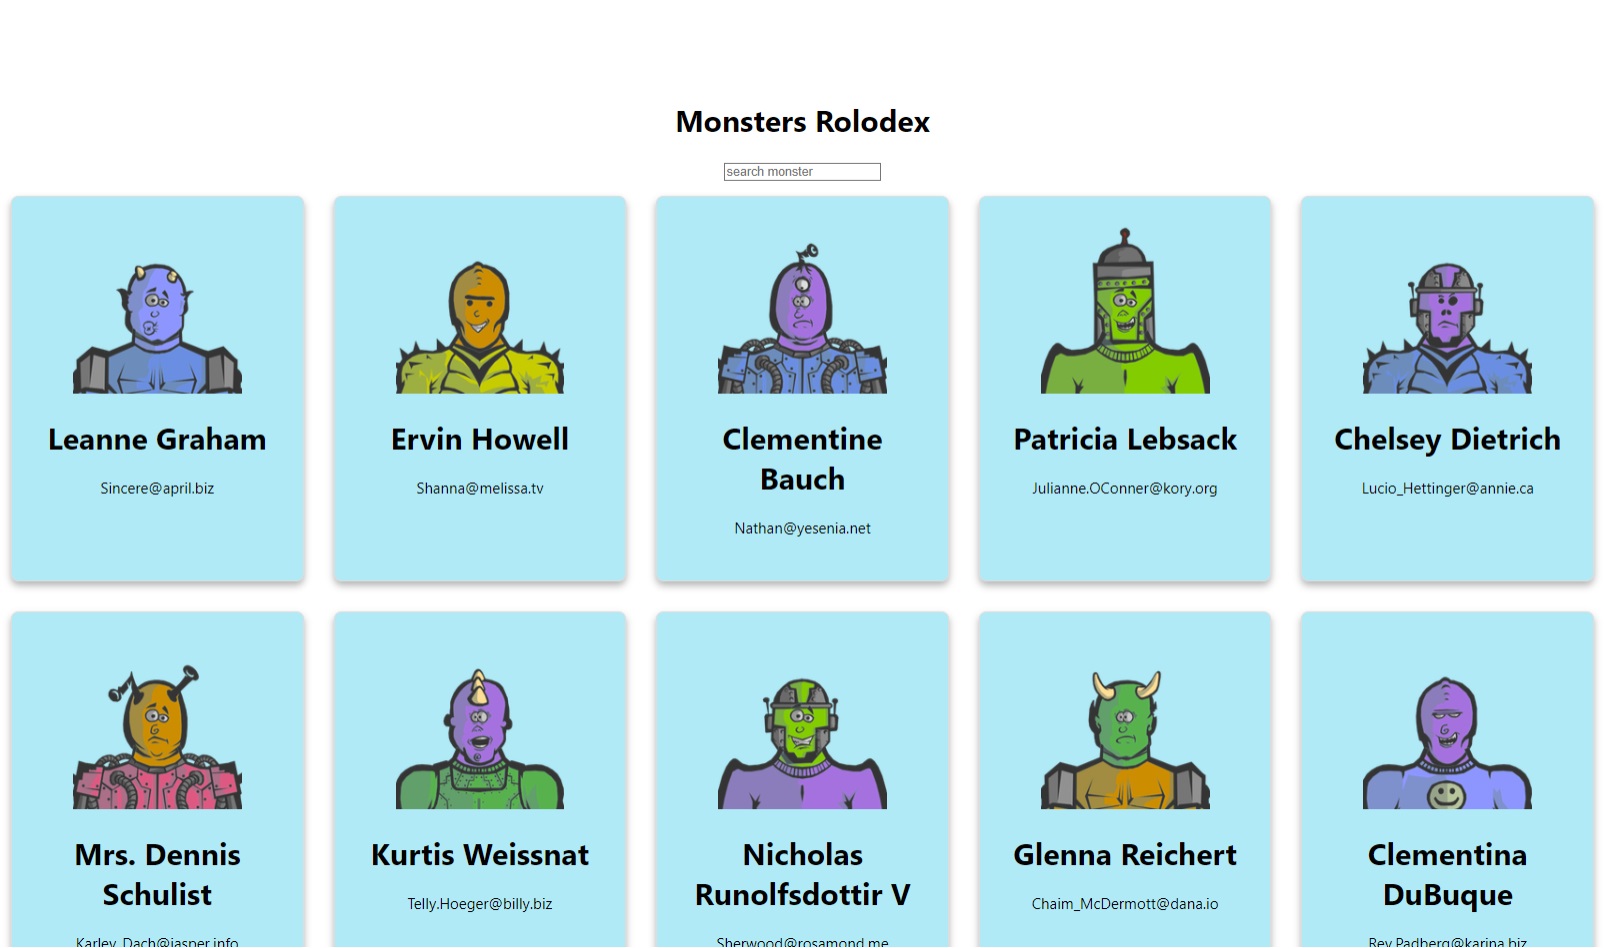 Monsters Rolodex
search monster
Leanne Graham
Sincere@april.biz
Ervin Howell
Shanna@melissa.tv
Clementine
Bauch
Nathan@yesenia.net
Patricia Lebsack
Julianne.OConner@kory.org
Chelsey Dietrich
Lucio_Hettinger@annie.ca
Mrs. Dennis
Schulist
Karley_Dach@jasper.info
Kurtis Weissnat
Telly.Hoeger@billy.biz
Nicholas
Runolfsdottir V
Sherwood@rosamond.me
Glenna Reichert
Chaim_McDermott@dana.io
Clementina
DuBuque
Rey.Padberg@karina.biz